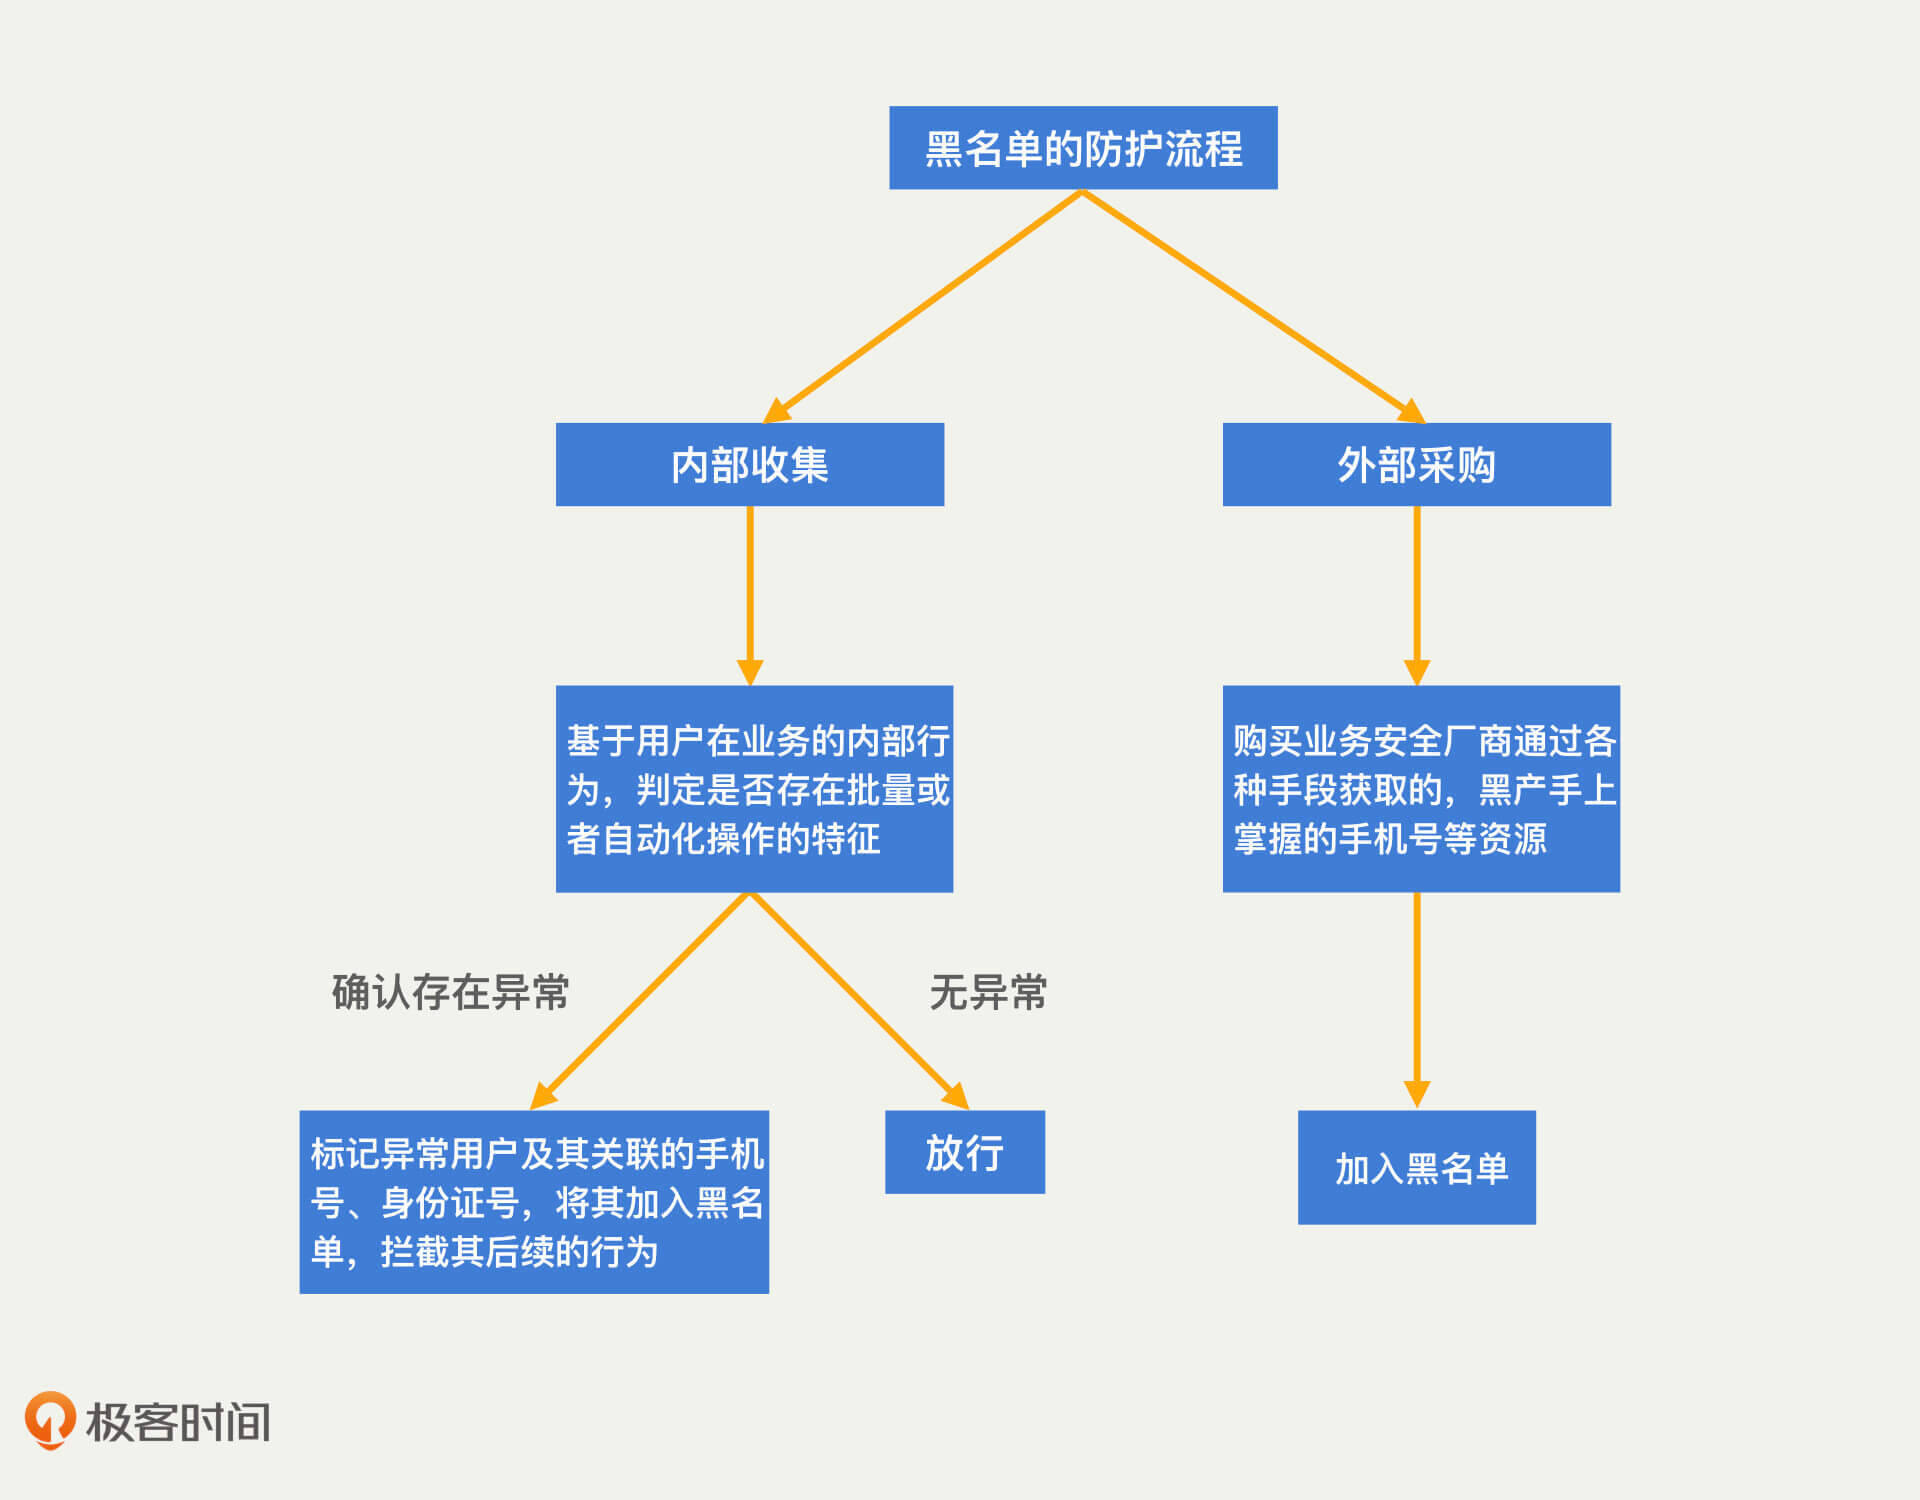 黑名单的防护流程
内部收集
外部采购
基于用户在业务的内部行
为，判定是否存在批量或
者自动化操作的特征
购买业务安全厂商通过各
种手段获取的，黑产手上
掌握的手机号等资源
确认存在异常
无异常
标记异常用户及其关联的手机
号、身份证号，将其加入黑名
单，拦截其后续的行为
放行
加入黑名单
极客时间